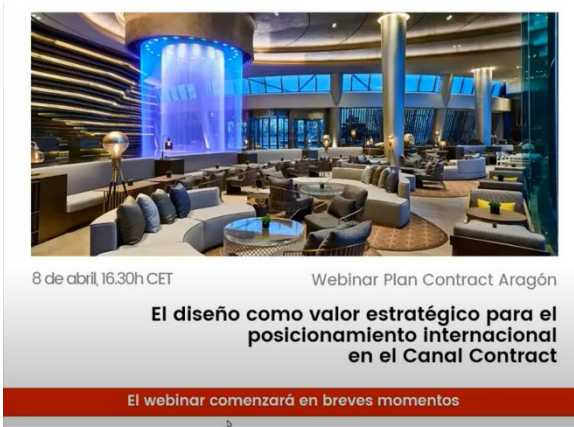 8 de abril, 16.30h CET
Webinar Plan Contract Aragón
El diseño como valor estratégico para el
posicionamiento internacional
en el Canal Contract
El webinar comenzará en breves momentos